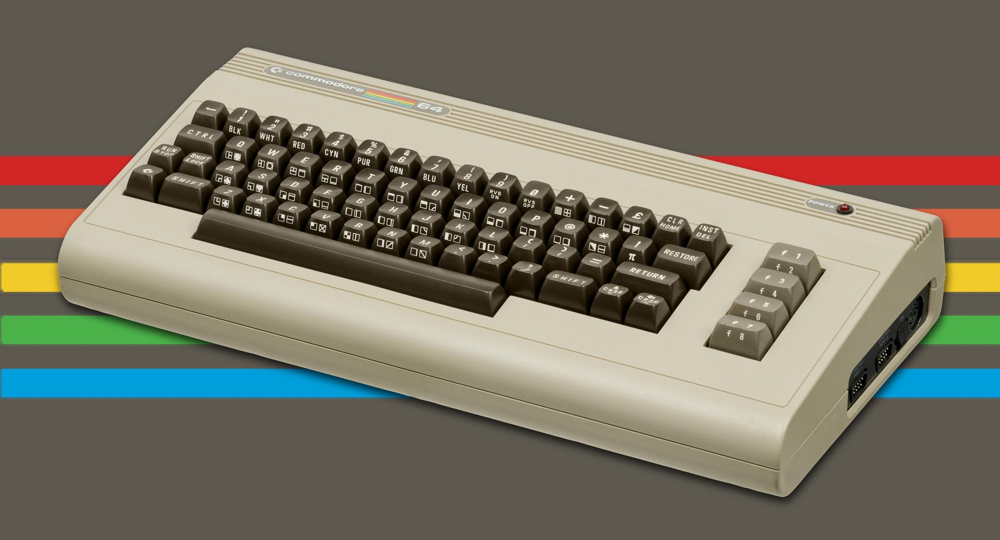 commodore 64
POWER
← ! 1 " 2 # 3 $ 4 % 5 & 6 ' 7 ( 8 ) 9 0 + - £ CLR HOME INST DEL
BLK WHT RED CYN PUR GRN BLU YEL RVS ON RVS OFF
CTRL Q W E R T Y U I O P @ * ↑ π RESTORE
RUN STOP SHIFT LOCK A S D F G H J K L [ : ] ; = RETURN
C= SHIFT Z X C V B N M < , > . ? / SHIFT ↑ CRSR ↓ ← CRSR →
f 1
f 2
f 3
f 4
f 5
f 6
f 7
f 8